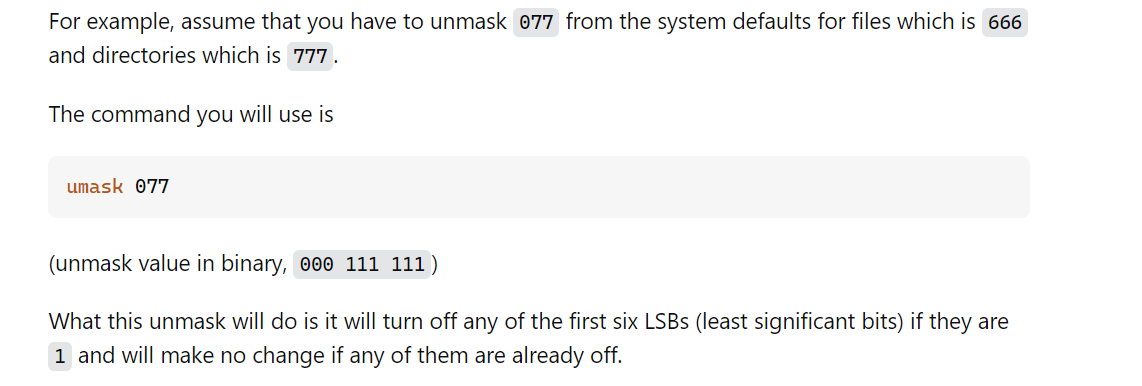 For example, assume that you have to unmask 077 from the system defaults for files which is 666
and directories which is 777.
The command you will use is
umask 077
(unmask value in binary, 000 111 111)
What this unmask will do is it will turn off any of the first six LSBs (least significant bits) if they are
1 and will make no change if any of them are already off.